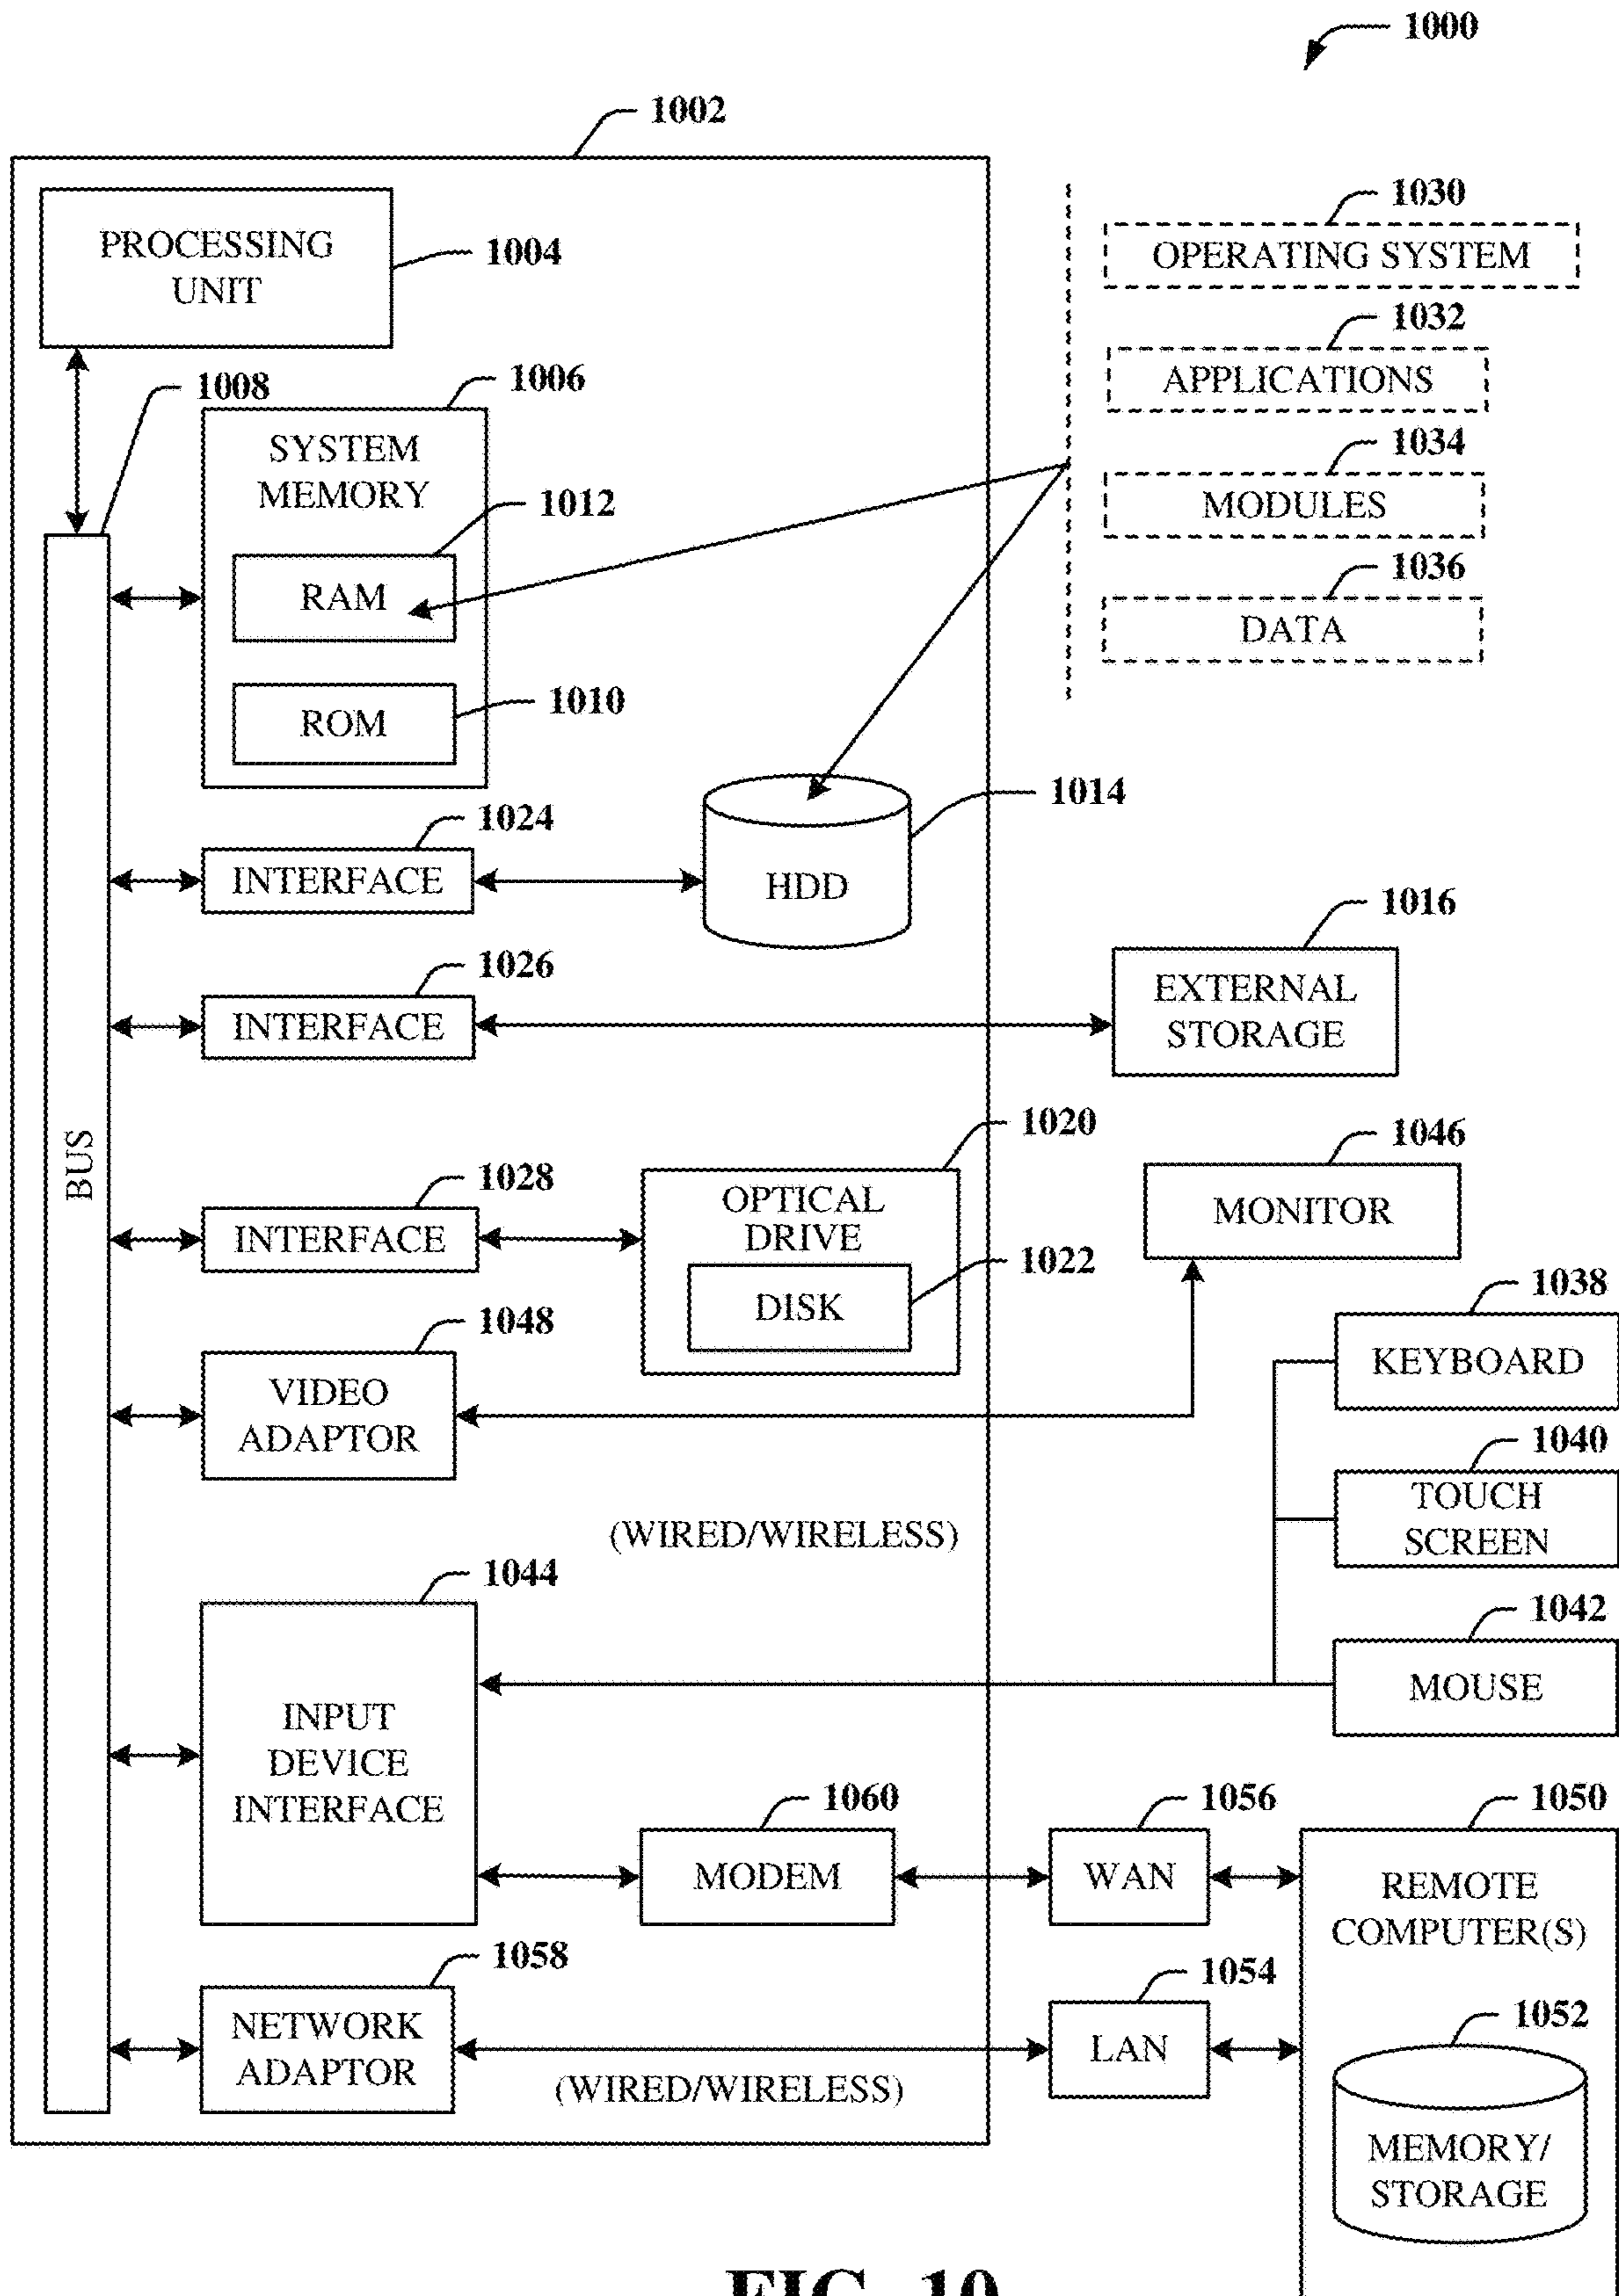 1000
1002
PROCESSING
UNIT
1004
1030
OPERATING SYSTEM
1032
APPLICATIONS
1034
MODULES
1036
DATA
1008
1006
SYSTEM
MEMORY
1012
RAM
1010
ROM
1014
HDD
1024
INTERFACE
1016
EXTERNAL
STORAGE
1026
INTERFACE
BUS
1020
OPTICAL
DRIVE
1022
DISK
1028
INTERFACE
1046
MONITOR
1048
VIDEO
ADAPTOR
1038
KEYBOARD
1040
TOUCH
SCREEN
(WIRED/WIRELESS)
1042
MOUSE
1044
INPUT
DEVICE
INTERFACE
1060
MODEM
1056
WAN
1050
REMOTE
COMPUTER(S)
1058
NETWORK
ADAPTOR
1054
LAN
(WIRED/WIRELESS)
1052
MEMORY/
STORAGE
FIG. 10